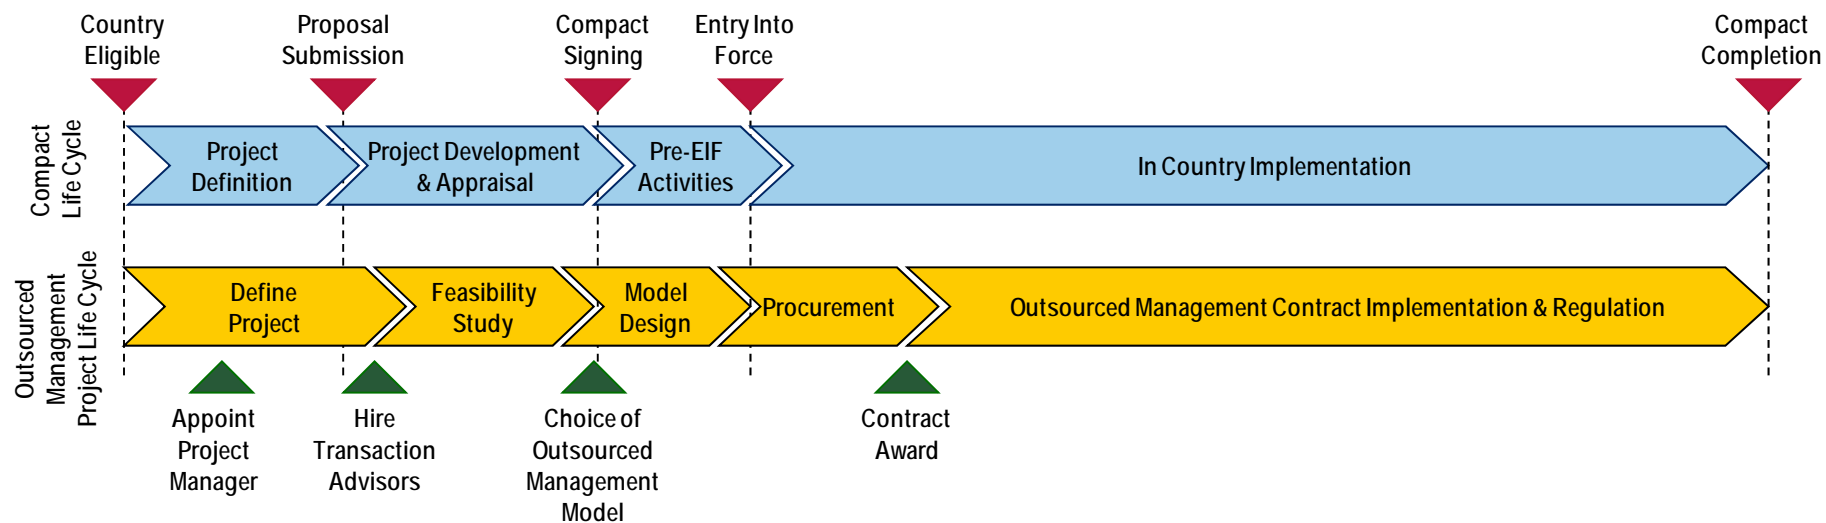 Country
Eligible
Proposal
Submission
Compact
Signing
Entry Into
Force
Compact
Completion
Compact
Life Cycle
Project
Definition
Project Development
& Appraisal
Pre-EIF
Activities
In Country Implementation
Outsourced
Management
Project Life Cycle
Define
Project
Feasibility
Study
Model
Design
Procurement
Outsourced Management Contract Implementation & Regulation
Appoint
Project
Manager
Hire
Transaction
Advisors
Choice of
Outsourced
Management
Model
Contract
Award